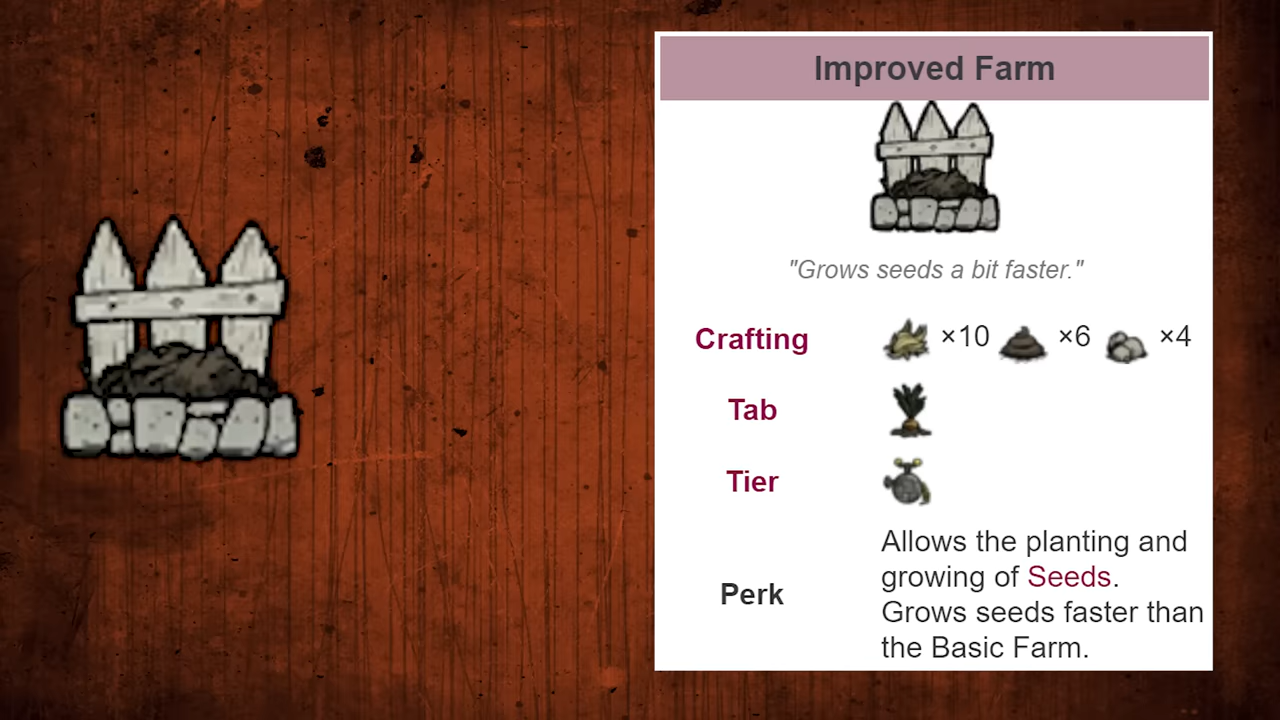 Improved Farm
"Grows seeds a bit faster."
Crafting ×10 ×6 ×4
Tab
Tier
Perk
Allows the planting and
growing of Seeds.
Grows seeds faster than
the Basic Farm.